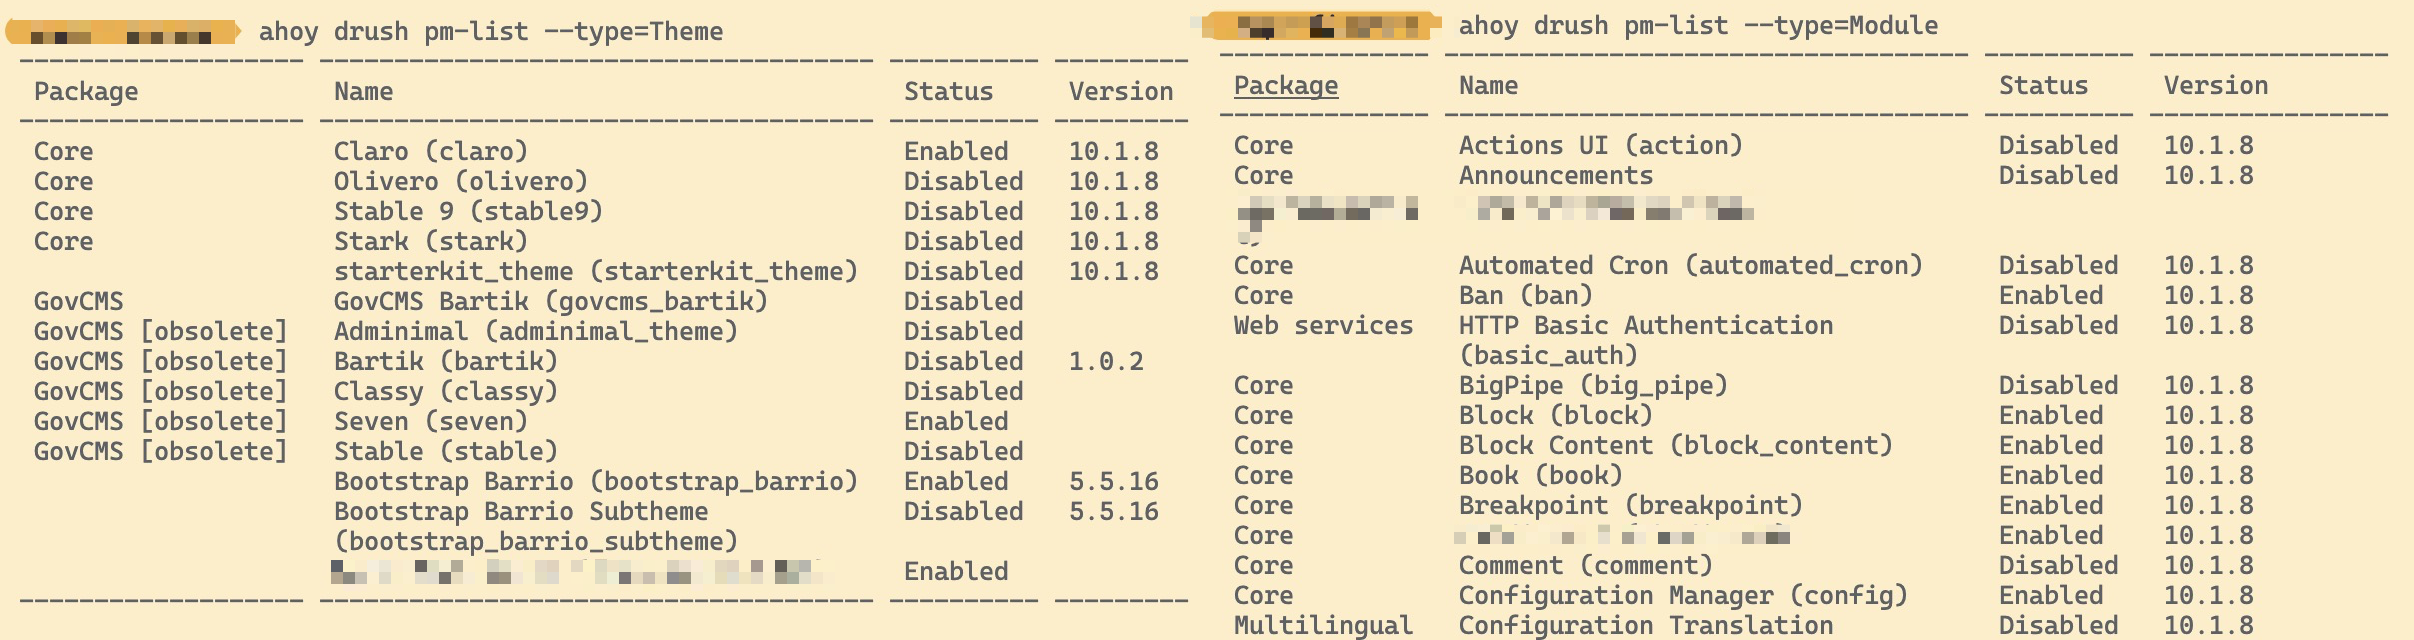 ahoy drush pm-list --type=Theme
Package Name Status Version
Core Claro (claro) Enabled 10.1.8
Core Olivero (olivero) Disabled 10.1.8
Core Stable 9 (stable9) Disabled 10.1.8
Core Stark (stark) Disabled 10.1.8
starterkit_theme (starterkit_theme) Disabled 10.1.8
GovCMS GovCMS Bartik (govcms_bartik) Disabled
GovCMS [obsolete] Adminimal (adminimal_theme) Disabled
GovCMS [obsolete] Bartik (bartik) Disabled 1.0.2
GovCMS [obsolete] Classy (classy) Disabled
GovCMS [obsolete] Seven (seven) Enabled
GovCMS [obsolete] Stable (stable) Disabled
Bootstrap Barrio (bootstrap_barrio) Enabled 5.5.16
Bootstrap Barrio Subtheme Disabled 5.5.16
(bootstrap_barrio_subtheme)
Enabled
ahoy drush pm-list --type=Module
Package Name Status Version
Core Actions UI (action) Disabled 10.1.8
Core Announcements Disabled 10.1.8
Core Automated Cron (automated_cron) Disabled 10.1.8
Core Ban (ban) Enabled 10.1.8
Web services HTTP Basic Authentication Disabled 10.1.8
(basic_auth)
Core BigPipe (big_pipe) Disabled 10.1.8
Core Block (block) Enabled 10.1.8
Core Block Content (block_content) Enabled 10.1.8
Core Book (book) Enabled 10.1.8
Core Breakpoint (breakpoint) Enabled 10.1.8
Core Enabled 10.1.8
Core Comment (comment) Disabled 10.1.8
Core Configuration Manager (config) Enabled 10.1.8
Multilingual Configuration Translation Disabled 10.1.8